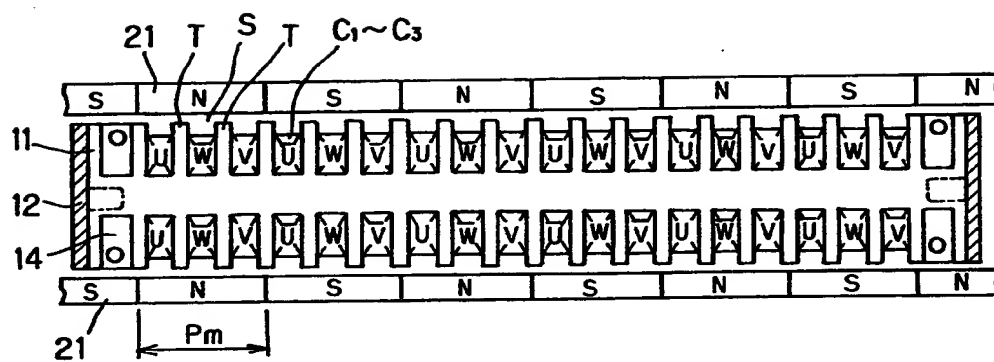 21 T S T C₁~C₃
S N S N S N S N
11
U W V U W V U W V U W V U W V U W V
12
14
U W V U W V U W V U W V U W V U W V
S N S N S N S N
21
Pm